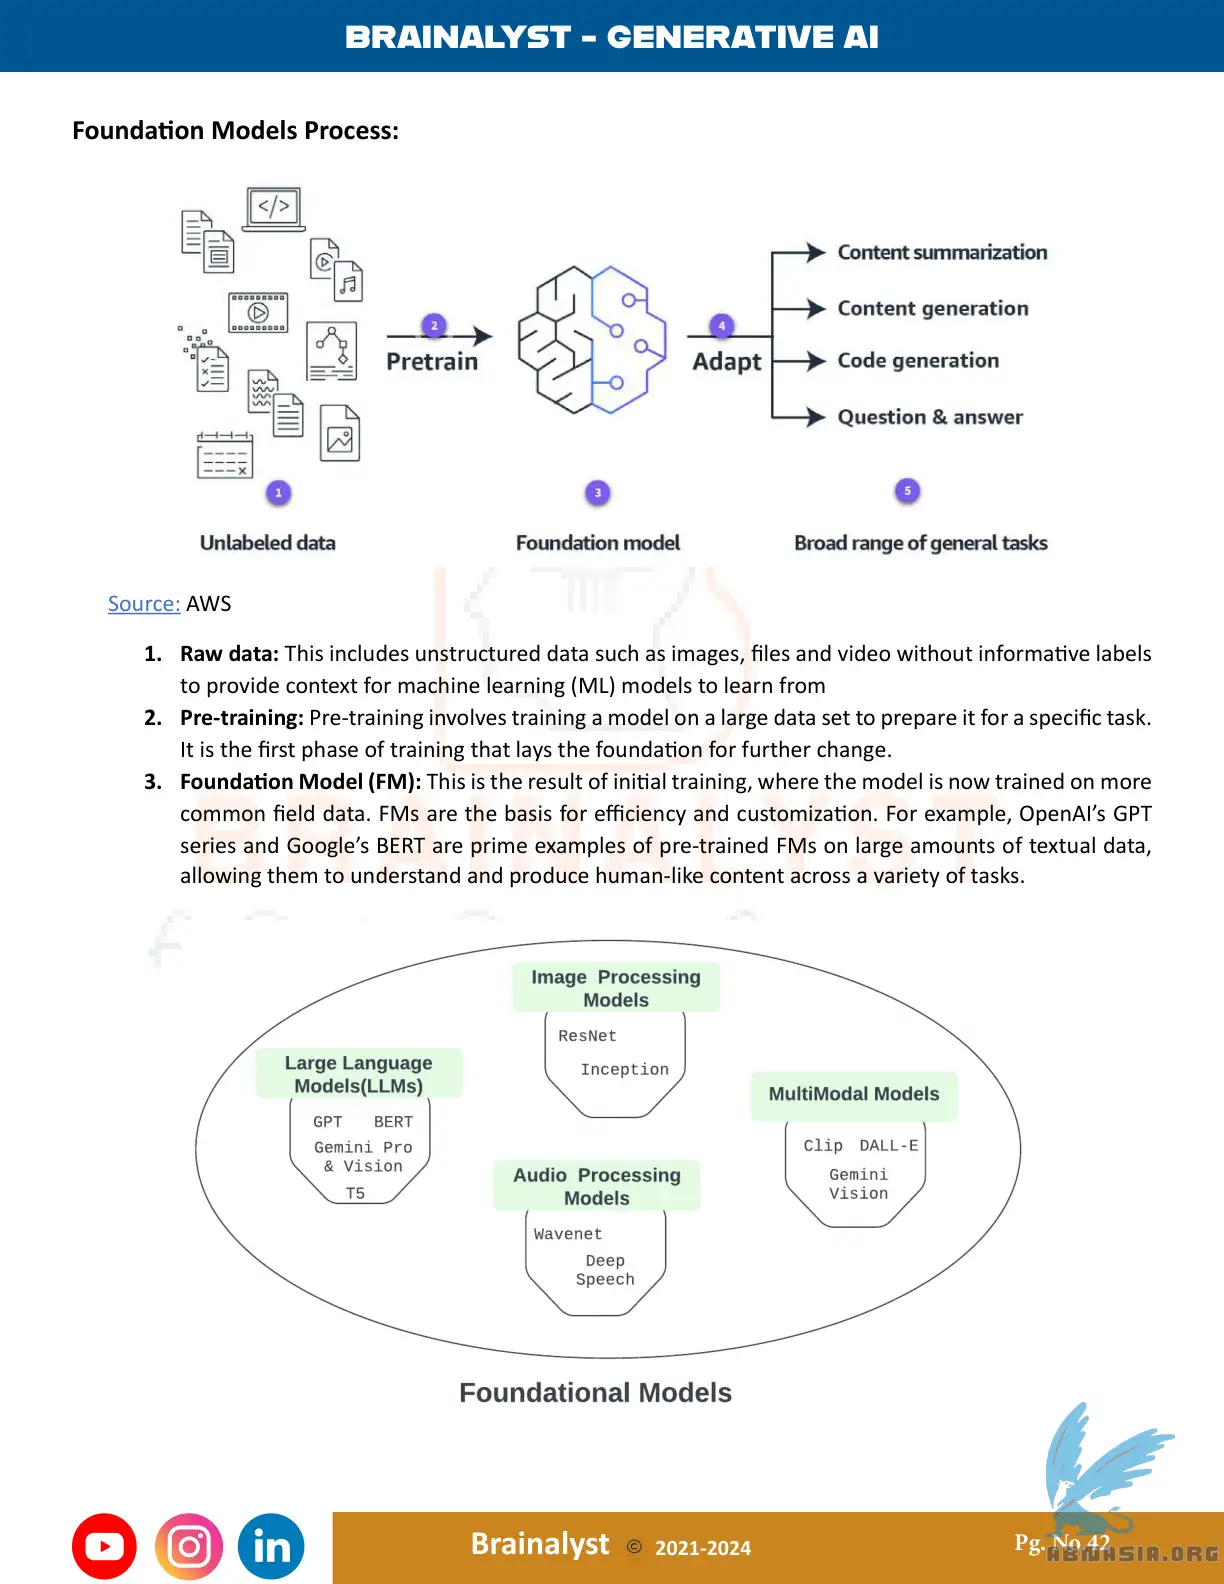 BRAINALYST - GENERATIVE AI
Foundation Models Process:
</>
2
Pretrain
4
Adapt
Content summarization
Content generation
Code generation
Question & answer
1
3
5
Unlabeled data
Foundation model
Broad range of general tasks
Source: AWS
1. Raw data: This includes unstructured data such as images, files and video without informative labels
to provide context for machine learning (ML) models to learn from
2. Pre-training: Pre-training involves training a model on a large data set to prepare it for a specific task.
It is the first phase of training that lays the foundation for further change.
3. Foundation Model (FM): This is the result of initial training, where the model is now trained on more
common field data. FMs are the basis for efficiency and customization. For example, OpenAI’s GPT
series and Google’s BERT are prime examples of pre-trained FMs on large amounts of textual data,
allowing them to understand and produce human-like content across a variety of tasks.
BRAINALYST
Image Processing
Models
ResNet
Inception
Large Language
Models(LLMs)
GPT BERT
Gemini Pro
& Vision
T5
MultiModal Models
Clip DALL-E
Gemini
Vision
Audio Processing
Models
Wavenet
Deep
Speech
Foundational Models
in
Brainalyst © 2021-2024
Pg. No 42
ABNASIA.ORG